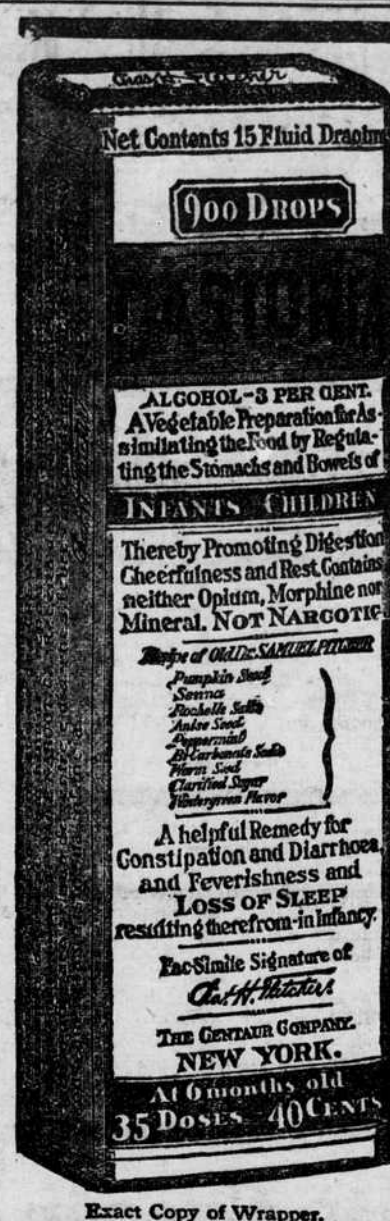 Chas. H. Fletcher
Net Contents 15 Fluid Drachm
900 DROPS
CASTORIA
ALCOHOL-3 PER CENT.
A Vegetable Preparation for As-
similating the Food by Regula-
ting the Stomachs and Bowels of
INFANTS CHILDREN
Thereby Promoting Digestion
Cheerfulness and Rest. Contains
neither Opium, Morphine nor
Mineral. NOT NARCOTIC
Recipe of Old Dr. SAMUEL PITCHER
Pumpkin Seed
Senna
Rochelle Salts
Anise Seed
Peppermint
Bi Carbonate Soda
Worm Seed
Clarified Sugar
Wintergreen Flavor
A helpful Remedy for
Constipation and Diarrhoea,
and Feverishness and
LOSS OF SLEEP
resulting therefrom-in Infancy.
Fac-Simile Signature of
Chas. H. Fletcher.
THE CENTAUR COMPANY.
NEW YORK.
At 6 months old
35 DOSES 40 CENTS
Exact Copy of Wrapper.